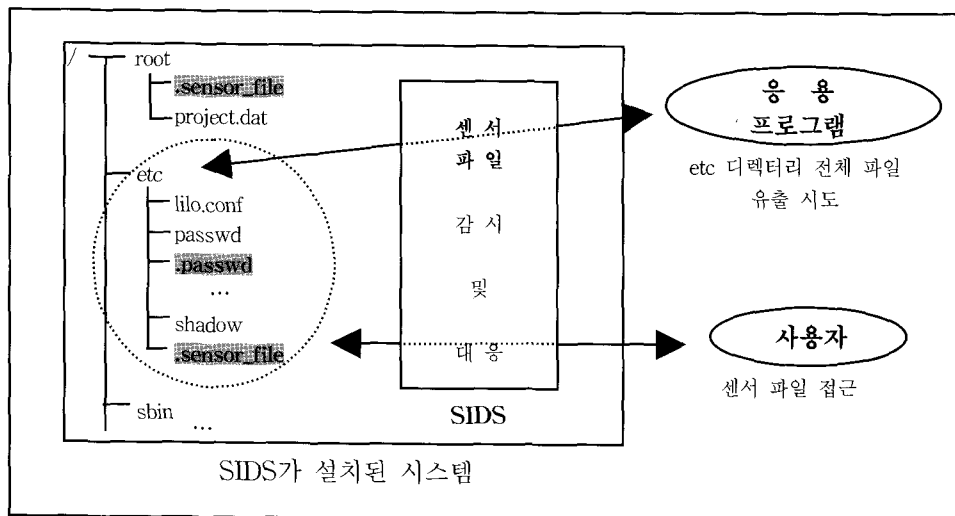 /
root
.sensor_file
project.dat
etc
lilo.conf
passwd
.passwd
...
shadow
.sensor_file
sbin
...
센서
파일
감시
및
대응
SIDS
응 용
프로그램
etc 디렉터리 전체 파일
유출 시도
사용자
센서 파일 접근
SIDS가 설치된 시스템